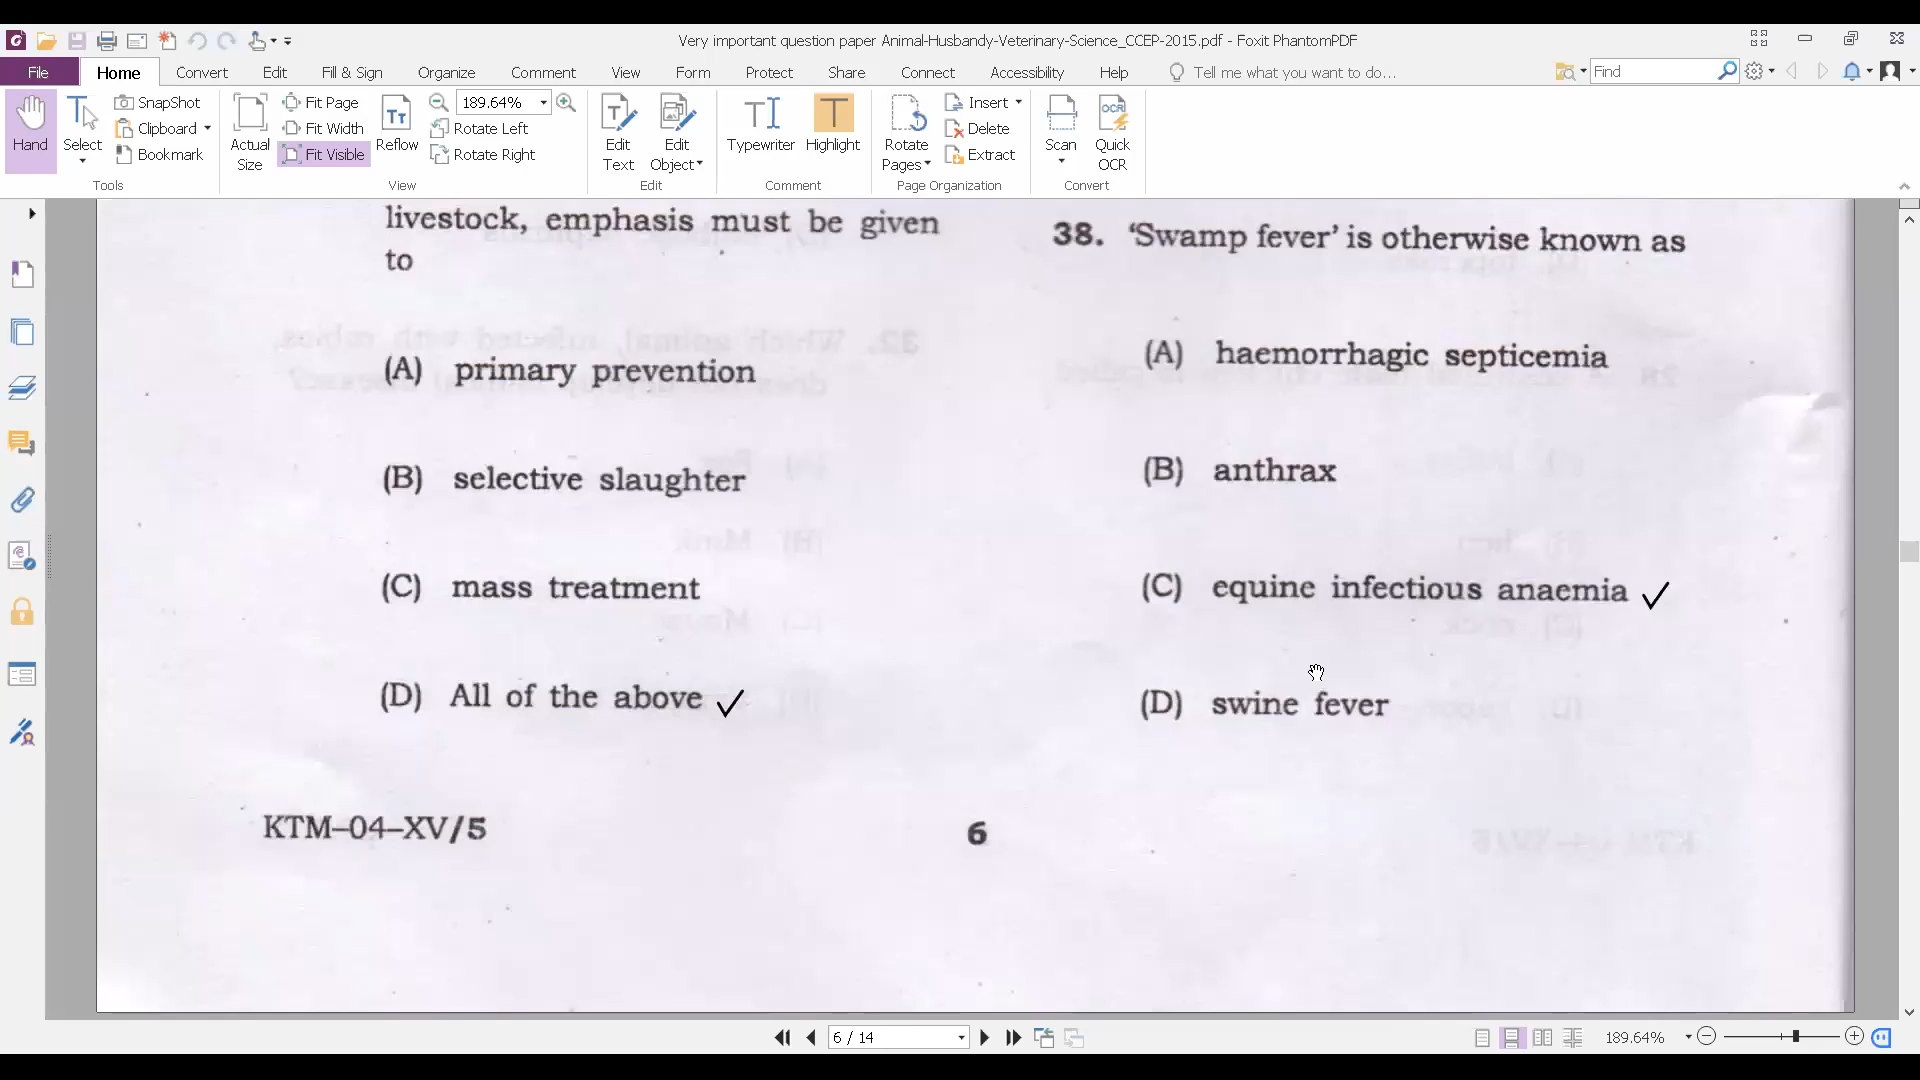 Very important question paper Animal-Husbandy-Veterinary-Science_CCEP-2015.pdf - Foxit PhantomPDF
File Home Convert Edit Fill & Sign Organize Comment View Form Protect Share Connect Accessibility Help Tell me what you want to do... Find
Hand
Select
SnapShot
Clipboard
Bookmark
Tools
Actual Size
Fit Page
Fit Width
Fit Visible
Reflow
189.64%
Rotate Left
Rotate Right
View
Edit Text
Edit Object
Edit
Typewriter
Highlight
Comment
Rotate Pages
Insert
Delete
Extract
Page Organization
Scan
Quick OCR
Convert
livestock, emphasis must be given
to
(A) primary prevention
(B) selective slaughter
(C) mass treatment
(D) All of the above ✓
38. ‘Swamp fever’ is otherwise known as
(A) haemorrhagic septicemia
(B) anthrax
(C) equine infectious anaemia ✓
(D) swine fever
KTM–04–XV/5
6
6 / 14
189.64%